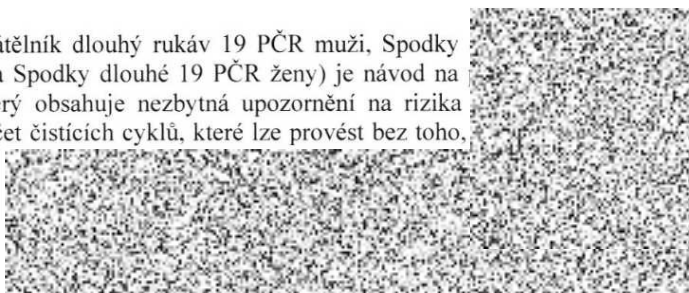 átělník dlouhý rukáv 19 PČR muži, Spodky
a Spodky dlouhé 19 PČR ženy) je návod na
erý obsahuje nezbytná upozornění na rizika
čet čistících cyklů, které lze provést bez toho,